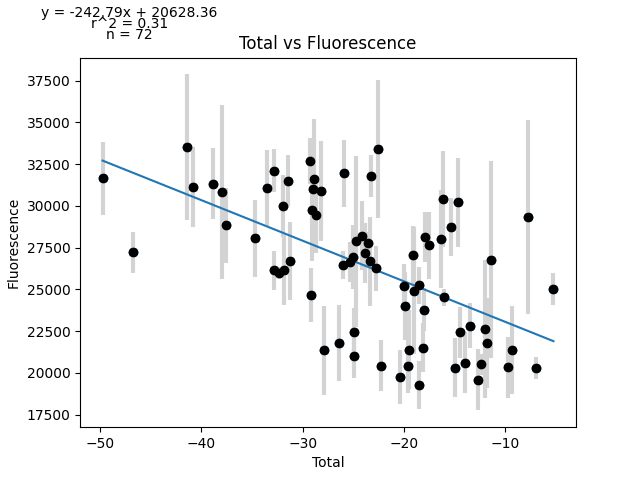 y = -242.79x + 20628.36
r^2 = 0.31
n = 72
Total vs Fluorescence
37500
35000
32500
30000
27500
25000
22500
20000
17500
Fluorescence
−50 −40 −30 −20 −10
Total